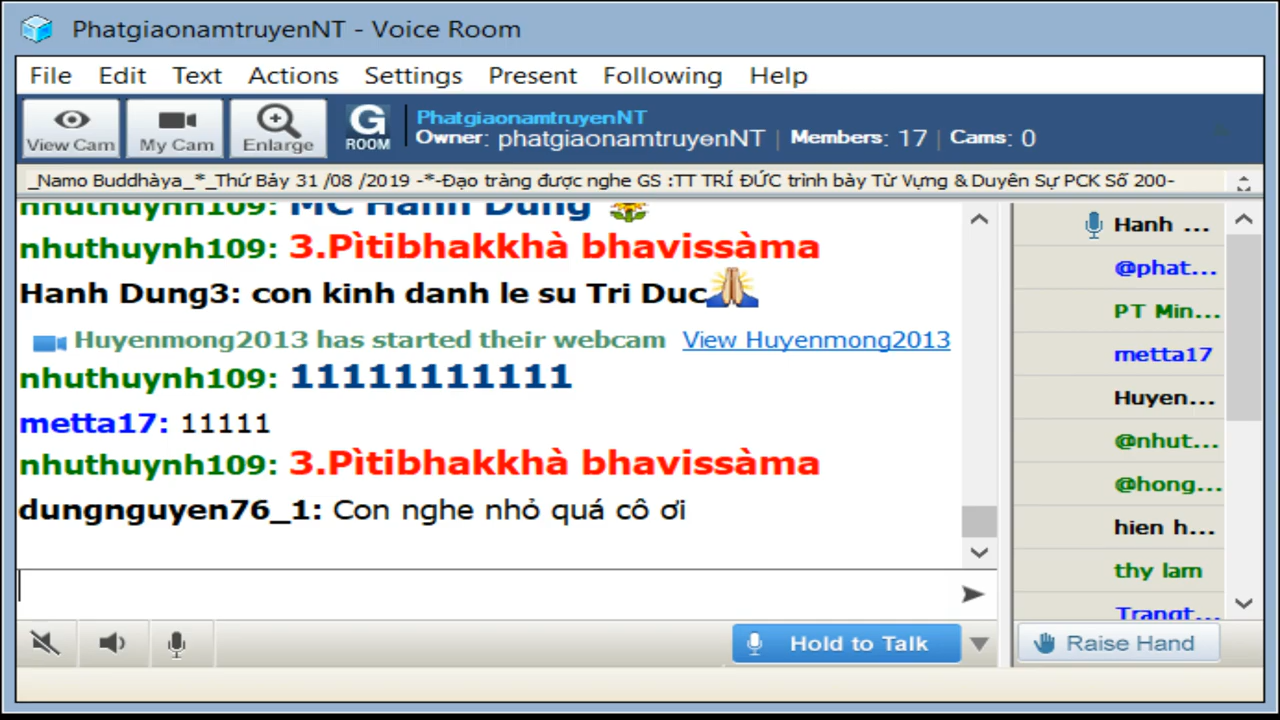 PhatgiaonamtruyenNT - Voice Room
File Edit Text Actions Settings Present Following Help
View Cam My Cam Enlarge G ROOM
PhatgiaonamtruyenNT
Owner: phatgiaonamtruyenNT | Members: 17 | Cams: 0
_Namo Buddhàya_*_Thứ Bảy 31 /08 /2019 -*-Đạo tràng được nghe GS :TT TRÍ ĐỨC trình bày Từ Vựng & Duyên Sự PCK Số 200-
nhuthuynh109: MC Hanh Dung
nhuthuynh109: 3.Pìtibhakkhà bhavissàma
Hanh Dung3: con kinh danh le su Tri Duc
Huyenmong2013 has started their webcam View Huyenmong2013
nhuthuynh109: 11111111111
metta17: 11111
nhuthuynh109: 3.Pìtibhakkhà bhavissàma
dungnguyen76_1: Con nghe nhỏ quá cô ơi
Hold to Talk
Hanh ...
@phat...
PT Min...
metta17
Huyen...
@nhut...
@hong...
hien h...
thy lam
Trangt...
Raise Hand